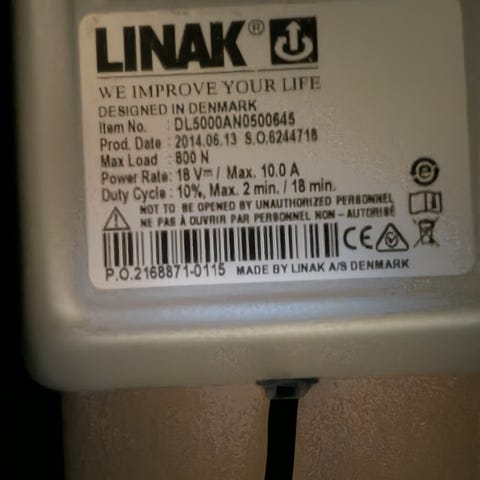 LINAK®
WE IMPROVE YOUR LIFE
DESIGNED IN DENMARK
Item No. : DL5000AN0500645
Prod. Date : 2014.06.13 S.O.6244718
Max Load : 800 N
Power Rate: 18 V⎓/ Max. 10.0 A
Duty Cycle : 10%, Max. 2 min. / 18 min.
NOT TO BE OPENED BY UNAUTHORIZED PERSONNEL
NE PAS À OUVRIR PAR PERSONNEL NON - AUTORISÉ
CE
P.O.2168871-0115 MADE BY LINAK A/S DENMARK